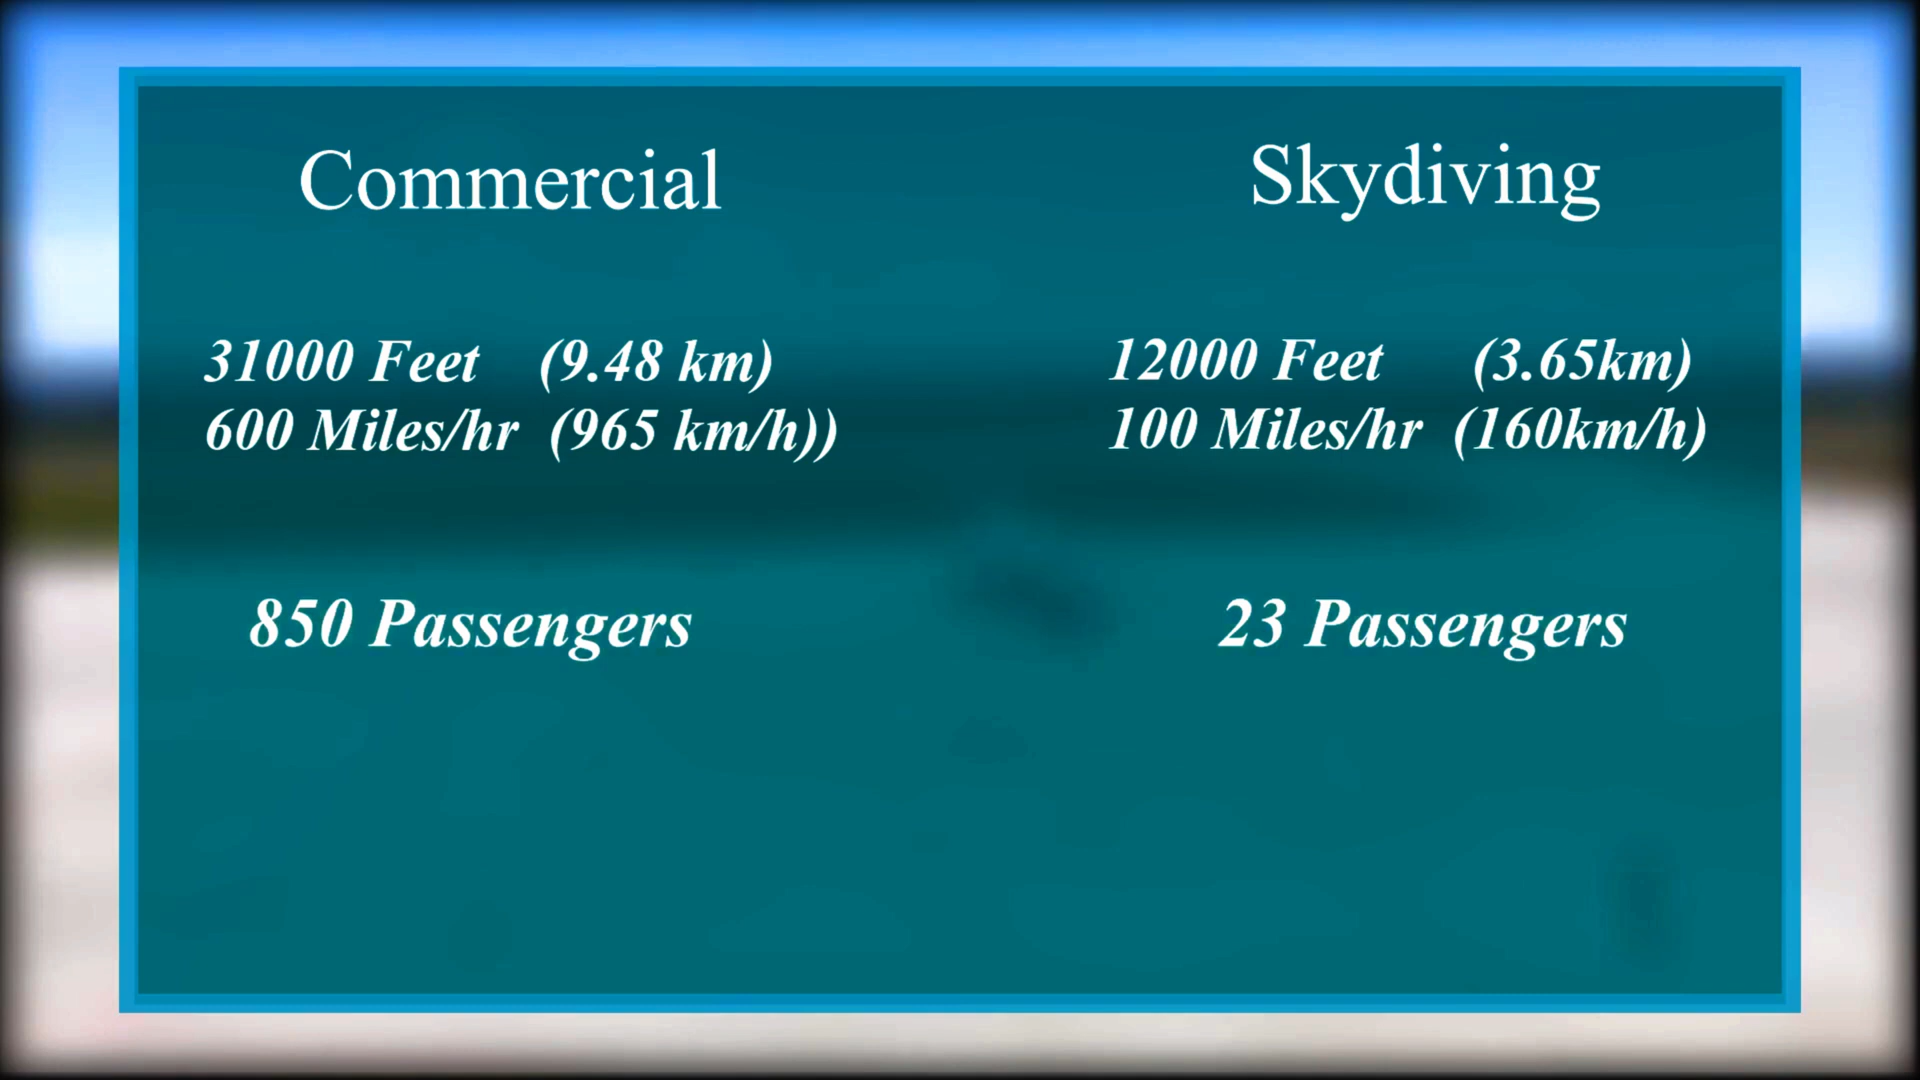 Commercial
31000 Feet (9.48 km)
600 Miles/hr (965 km/h))
850 Passengers
Skydiving
12000 Feet (3.65km)
100 Miles/hr (160km/h)
23 Passengers